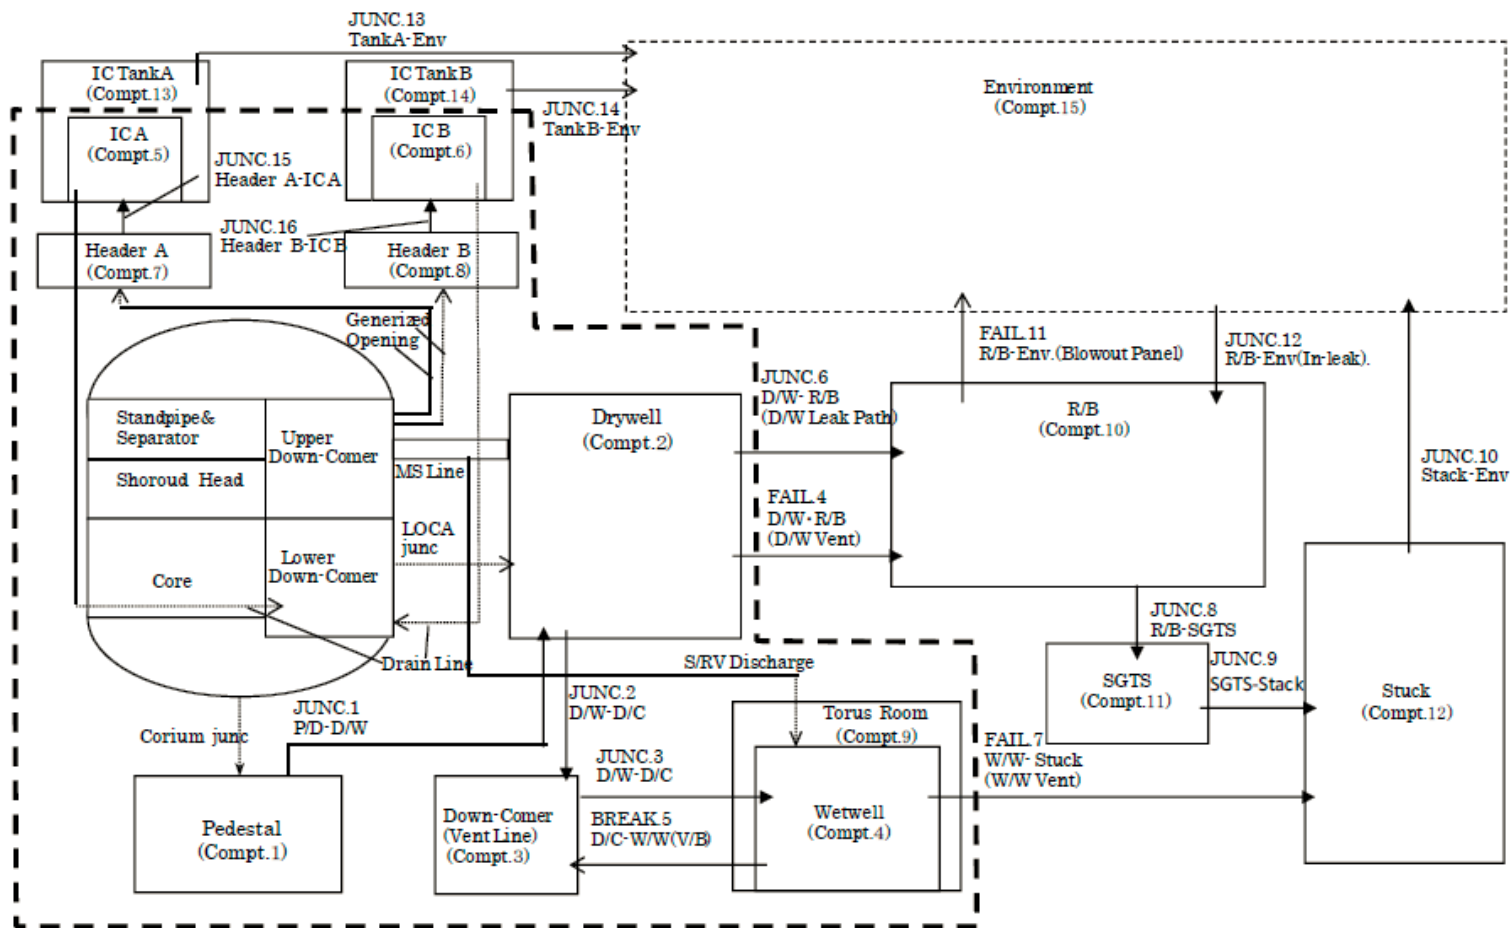 JUNC.13
TankA-Env
IC TankA
(Compt.13)
IC TankB
(Compt.14)
JUNC.14
TankB-Env
Environment
(Compt.15)
IC A
(Compt.5)
IC B
(Compt.6)
JUNC.15
Header A-ICA
JUNC.16
Header B-ICB
Header A
(Compt.7)
Header B
(Compt.8)
Generized
Opening
FAIL.11
R/B-Env.(Blowout Panel)
JUNC.12
R/B-Env(In-leak).
JUNC.6
D/W- R/B
(D/W Leak Path)
Standpipe&
Separator
Upper
Down-Comer
Drywell
(Compt.2)
R/B
(Compt.10)
JUNC.10
Stack-Env
MS Line
Shoroud Head
FAIL.4
D/W-R/B
(D/W Vent)
LOCA
junc
Core
Lower
Down-Comer
JUNC.8
R/B-SGTS
Drain Line
S/RV Discharge
JUNC.9
SGTS-Stack
SGTS
(Compt.11)
Stuck
(Compt.12)
JUNC.1
P/D-D/W
JUNC.2
D/W-D/C
Torus Room
(Compt.9)
Corium junc
FAIL.7
W/W- Stuck
(W/W Vent)
JUNC.3
D/W-D/C
Pedestal
(Compt.1)
Down-Comer
(Vent Line)
(Compt.3)
BREAK.5
D/C-W/W(V/B)
Wetwell
(Compt.4)